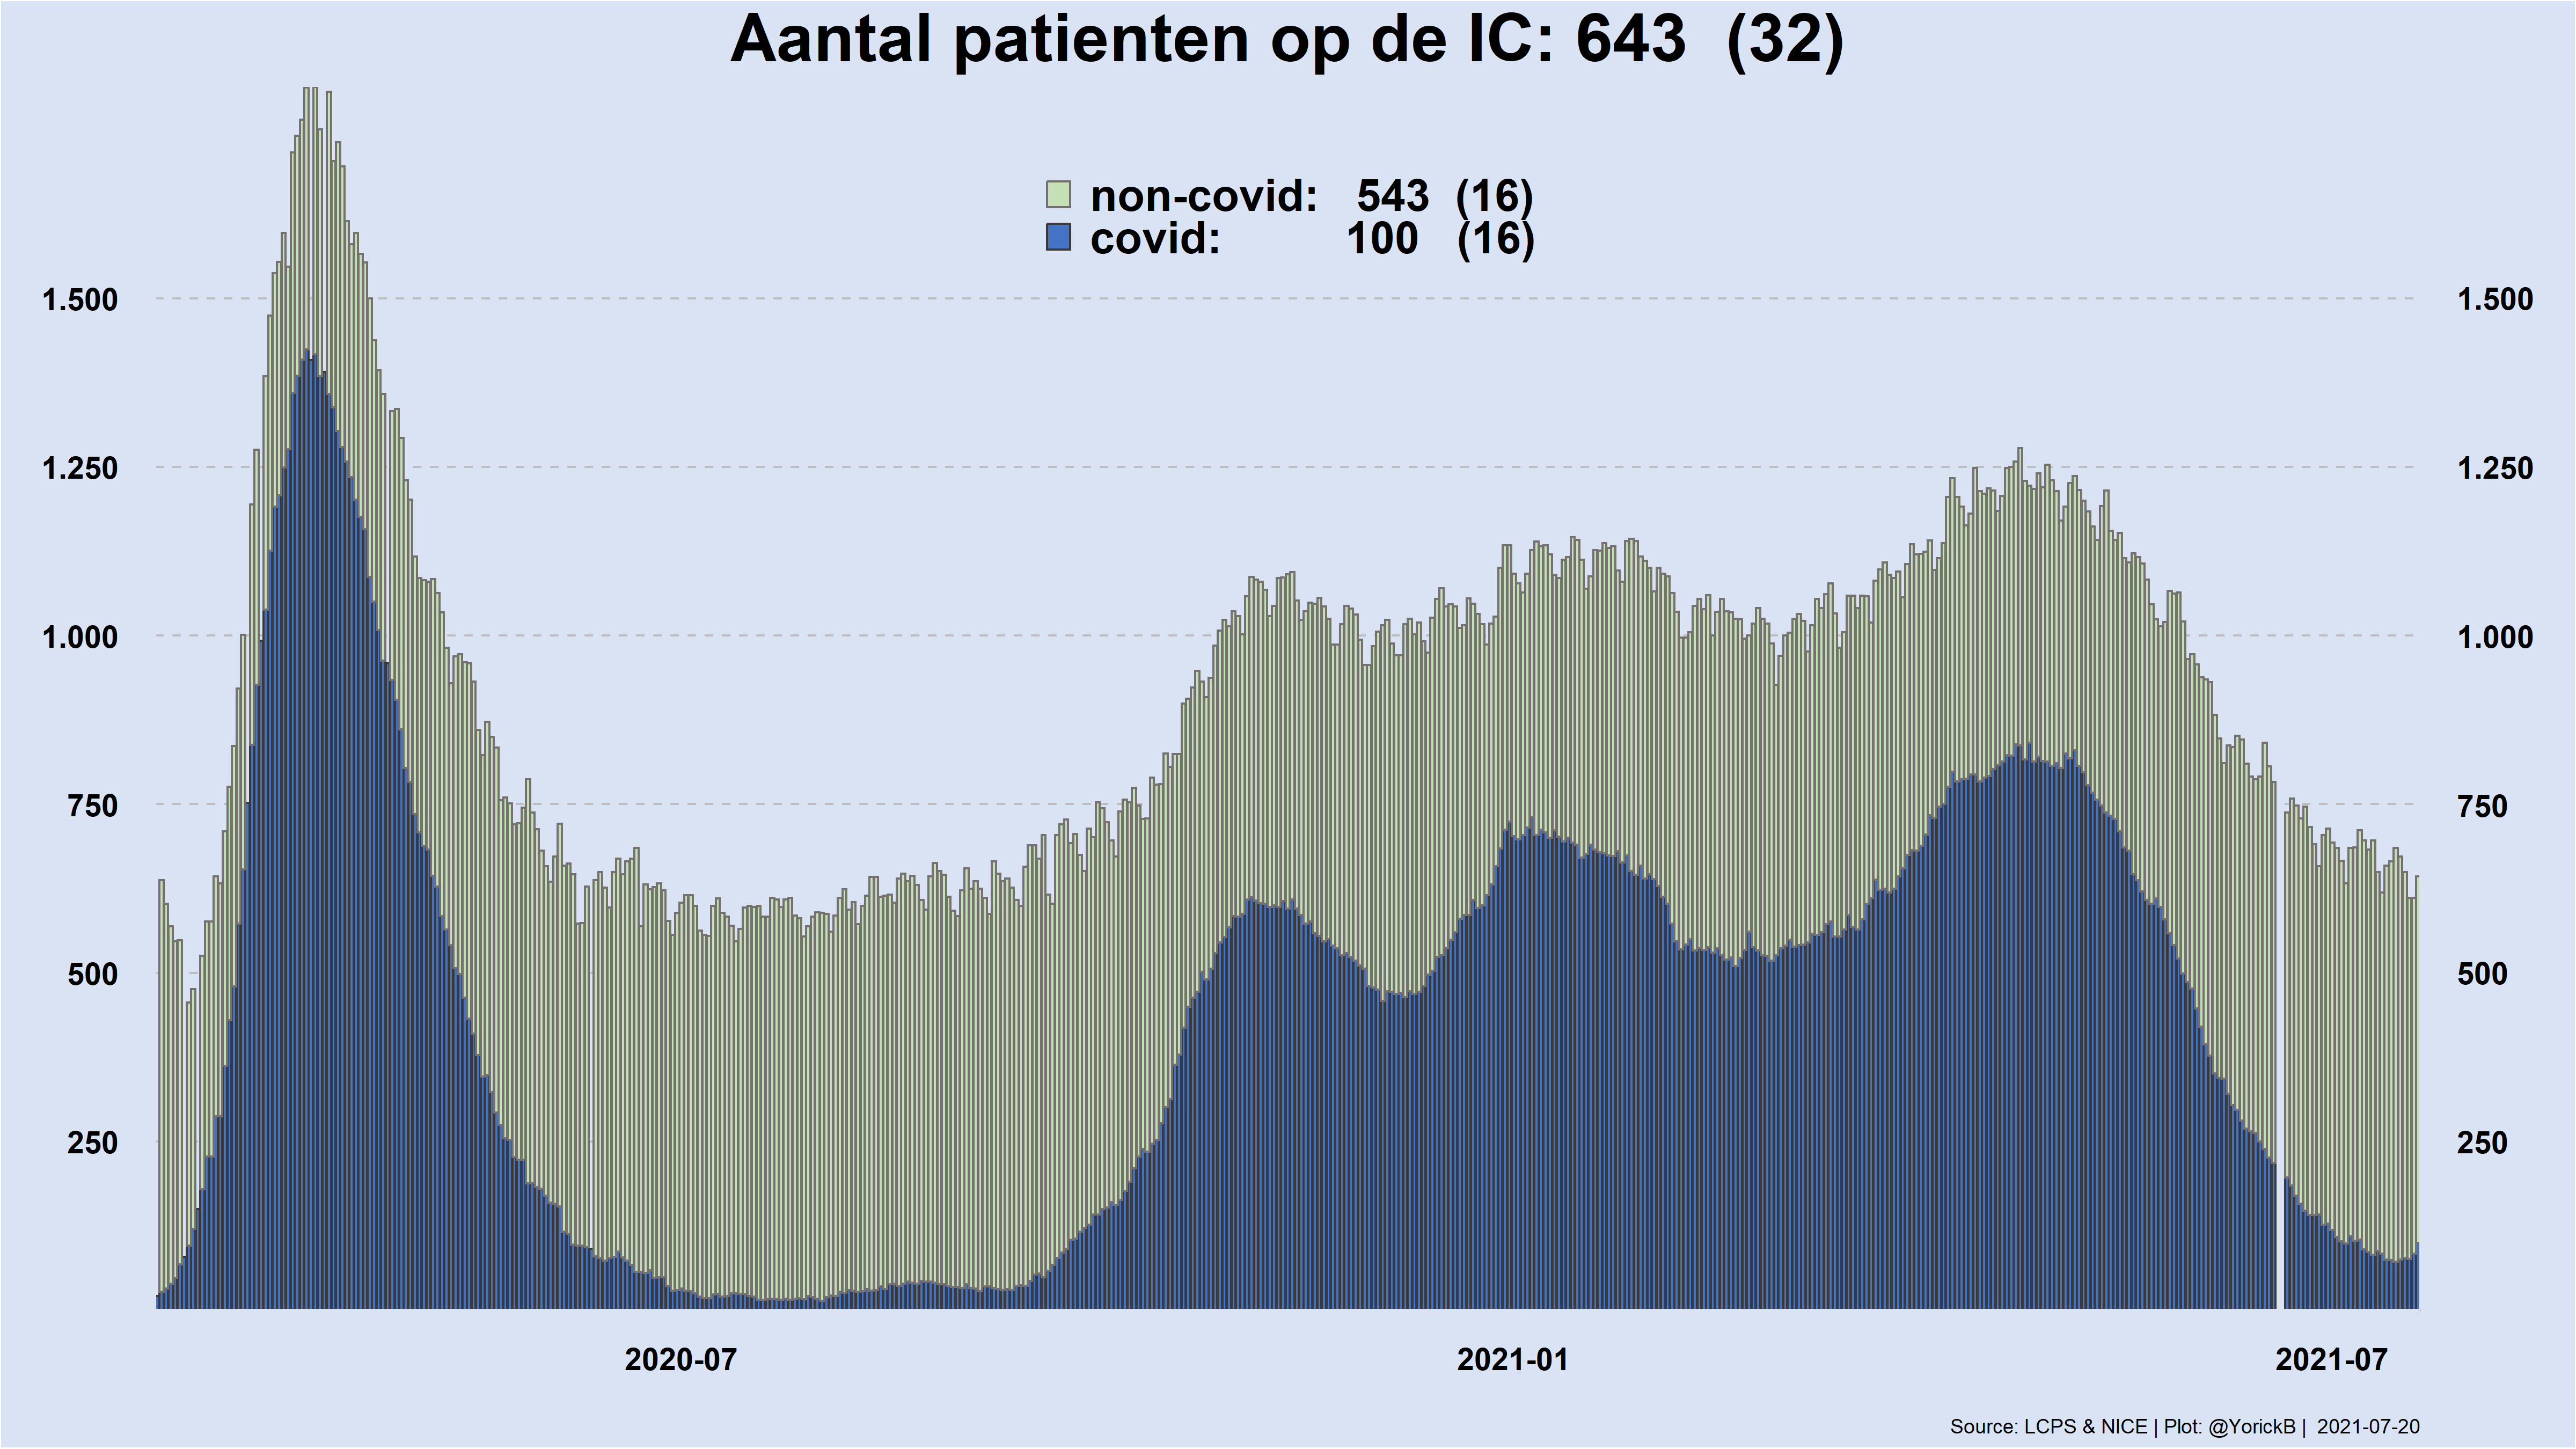 Aantal patienten op de IC: 643 (32)
non-covid: 543 (16)
covid: 100 (16)
1.500 1.500
1.250 1.250
1.000 1.000
750 750
500 500
250 250
2020-07 2021-01 2021-07
Source: LCPS & NICE | Plot: @YorickB | 2021-07-20